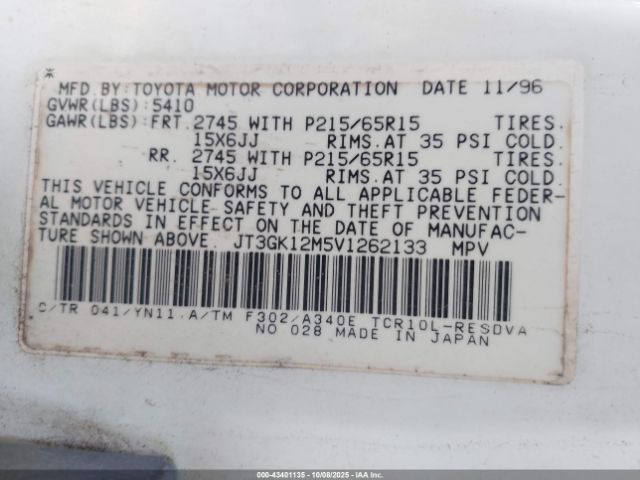 MFD.BY:TOYOTA MOTOR CORPORATION DATE 11/96
GVWR(LBS):5410
GAWR(LBS):FRT.2745 WITH P215/65R15 TIRES.
15X6JJ RIMS.AT 35 PSI COLD.
RR. 2745 WITH P215/65R15 TIRES.
15X6JJ RIMS.AT 35 PSI COLD.
THIS VEHICLE CONFORMS TO ALL APPLICABLE FEDER-
AL MOTOR VEHICLE SAFETY AND THEFT PREVENTION
STANDARDS IN EFFECT ON THE DATE OF MANUFAC-
TURE SHOWN ABOVE. JT3GK12M5V1262133 MPV
C/TR 041/YN11.A/TM F302/A340E TCR10L-RESDVA
NO 028 MADE IN JAPAN
000-43401135 - 10/08/2025 - IAAI - Copart